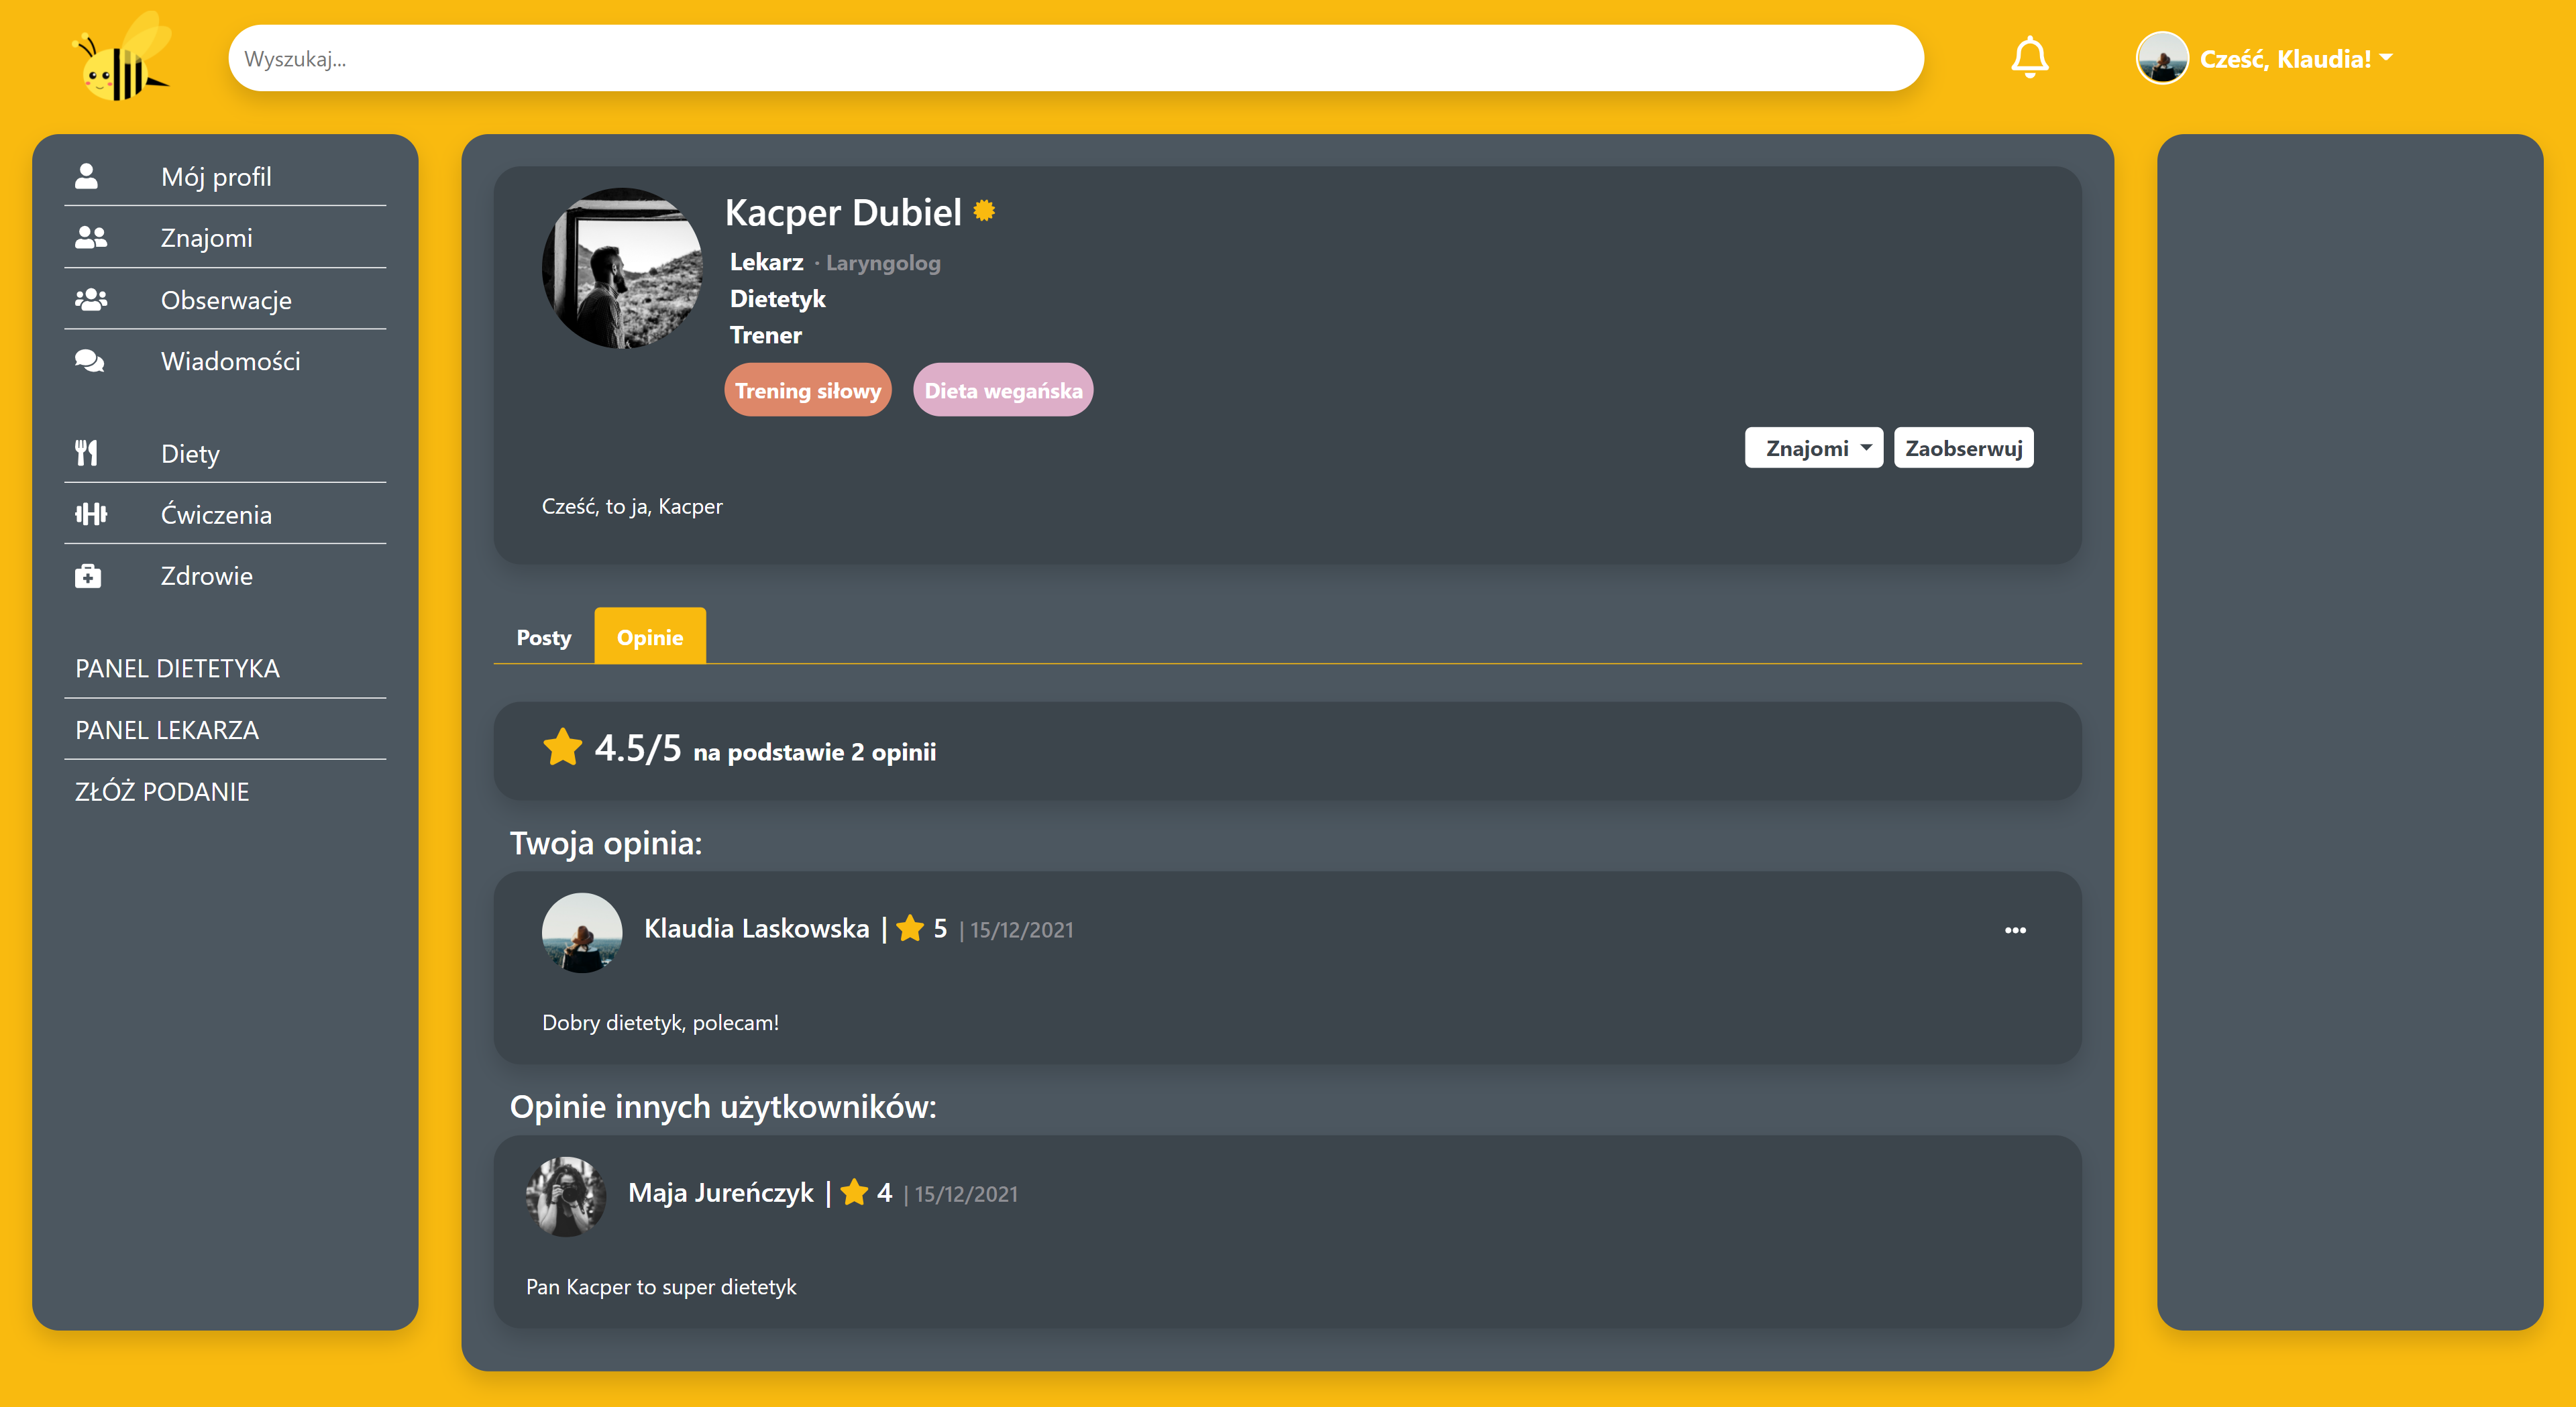 Wyszukaj...
Cześć, Klaudia!
Mój profil
Znajomi
Obserwacje
Wiadomości
Diety
Ćwiczenia
Zdrowie
PANEL DIETETYKA
PANEL LEKARZA
ZŁÓŻ PODANIE
Kacper Dubiel
Lekarz · Laryngolog
Dietetyk
Trener
Trening siłowy Dieta wegańska
Znajomi Zaobserwuj
Cześć, to ja, Kacper
Posty Opinie
4.5/5 na podstawie 2 opinii
Twoja opinia:
Klaudia Laskowska | 5 | 15/12/2021
Dobry dietetyk, polecam!
Opinie innych użytkowników:
Maja Jureńczyk | 4 | 15/12/2021
Pan Kacper to super dietetyk